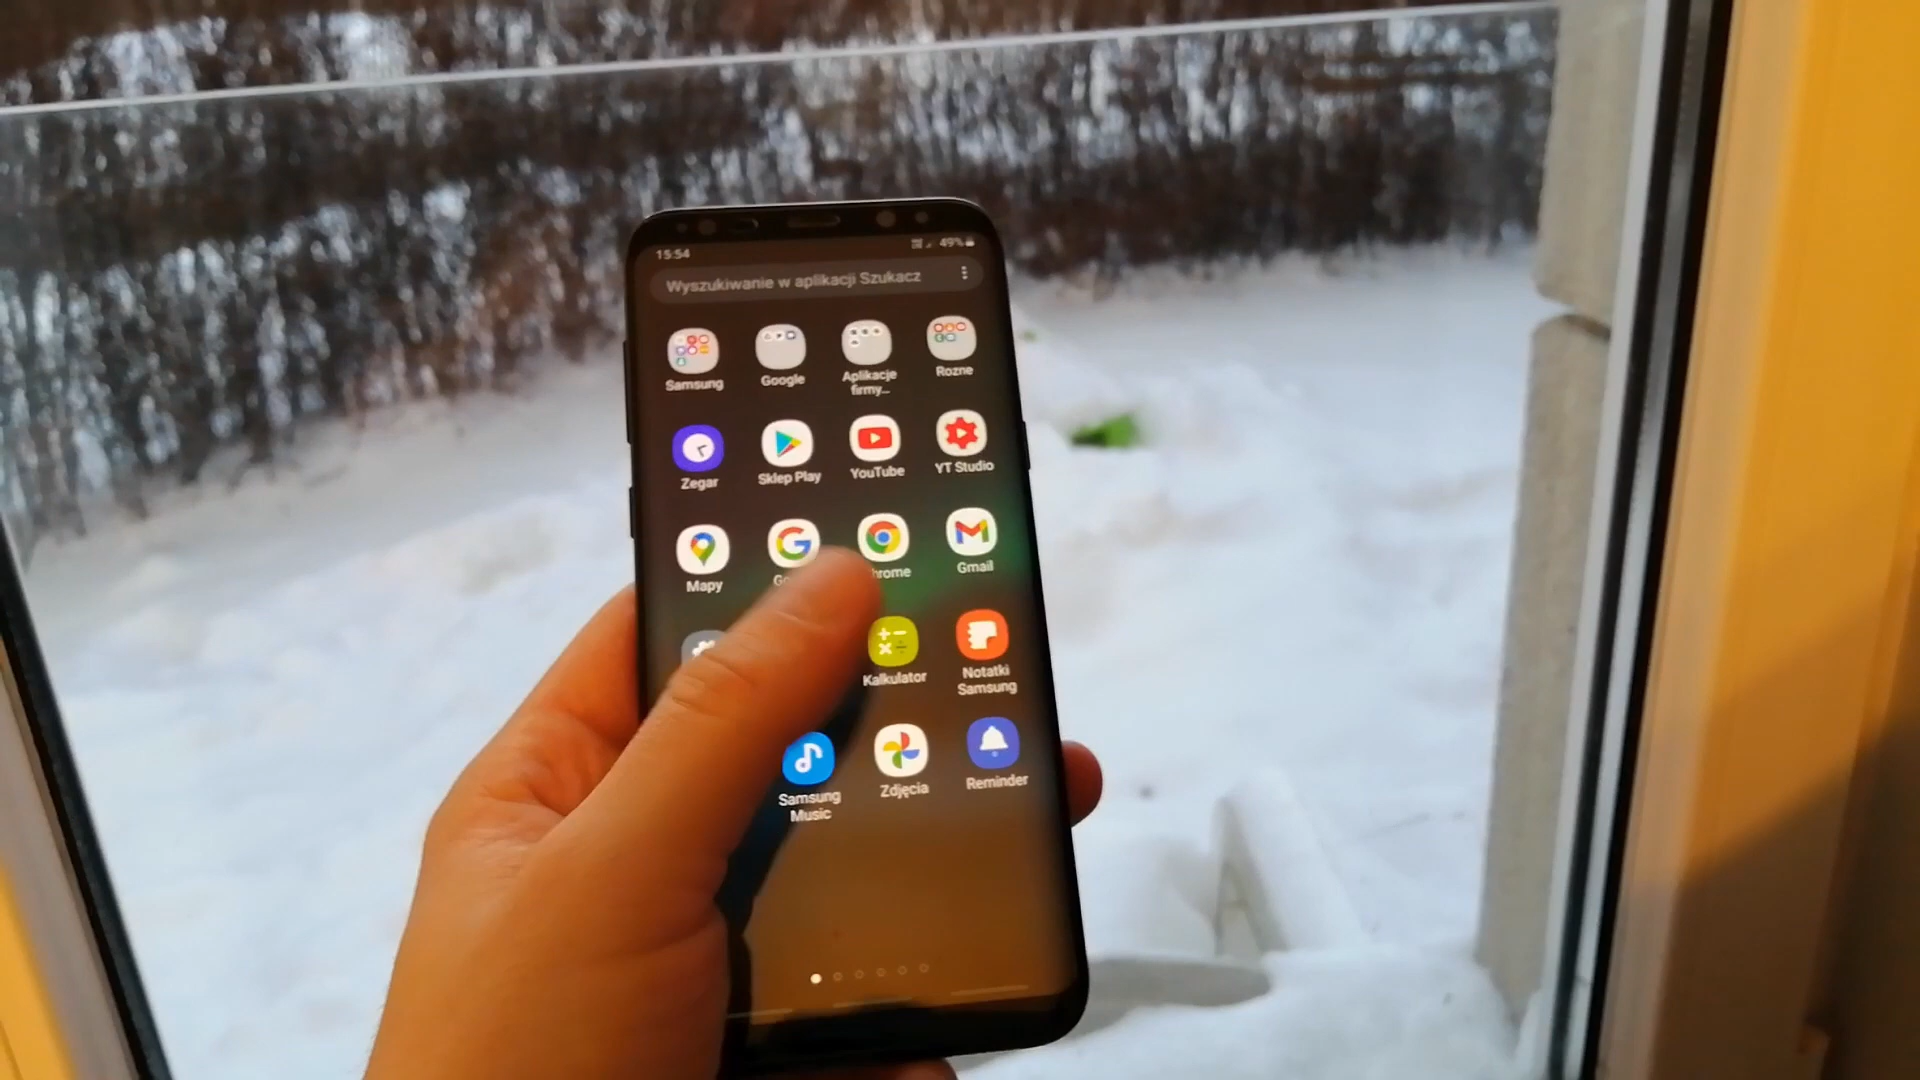 15:54
49%
Wyszukiwanie w aplikacji Szukacz
Samsung
Google
Aplikacje
firmy...
Rozne
Zegar
Sklep Play
YouTube
YT Studio
Mapy
Gmail
Kalkulator
Notatki
Samsung
Samsung
Music
Zdjęcia
Reminder